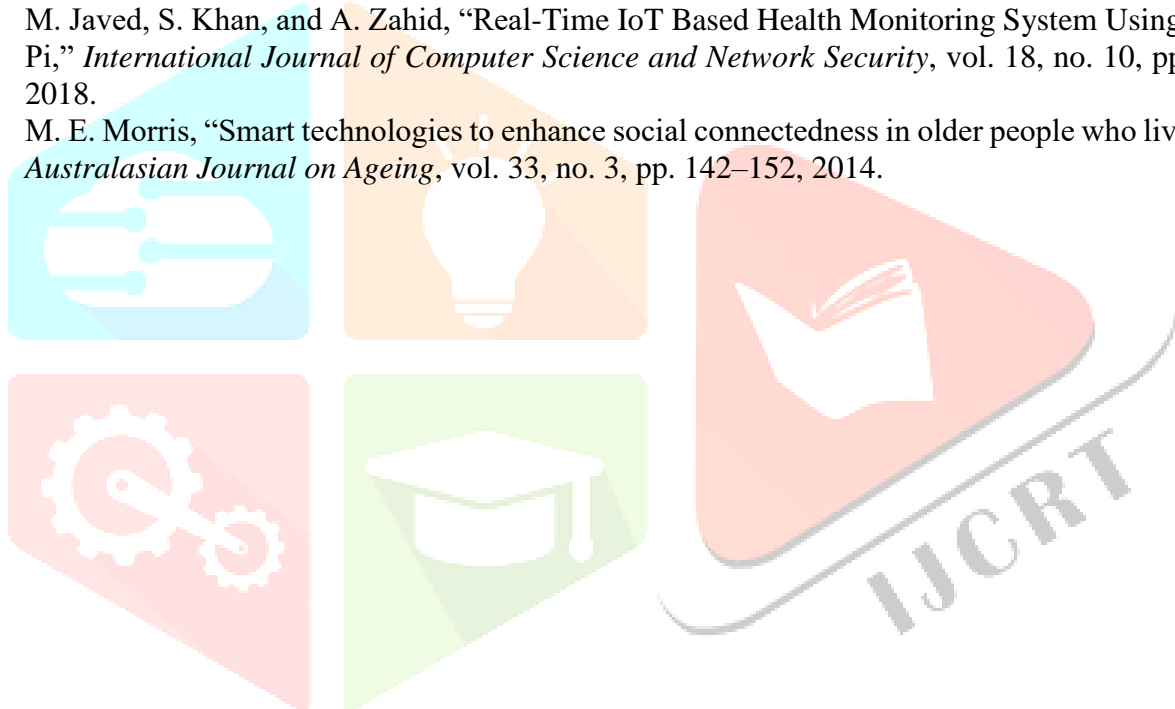 M. Javed, S. Khan, and A. Zahid, “Real-Time IoT Based Health Monitoring System Using
Pi,” International Journal of Computer Science and Network Security, vol. 18, no. 10, pp
2018.
M. E. Morris, “Smart technologies to enhance social connectedness in older people who liv
Australasian Journal on Ageing, vol. 33, no. 3, pp. 142–152, 2014.
IJCRT